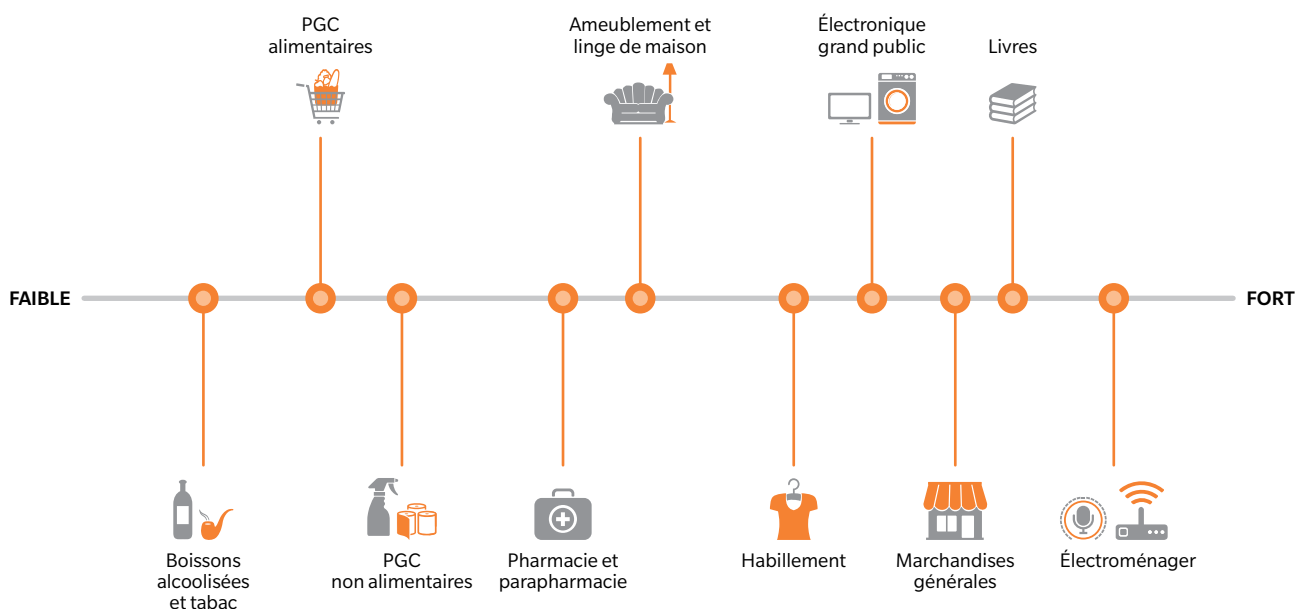 PGC
alimentaires
Ameublement et
linge de maison
Électronique
grand public
Livres
FAIBLE
FORT
Boissons
alcoolisées
et tabac
PGC
non alimentaires
Pharmacie et
parapharmacie
Habillement
Marchandises
générales
Électroménager